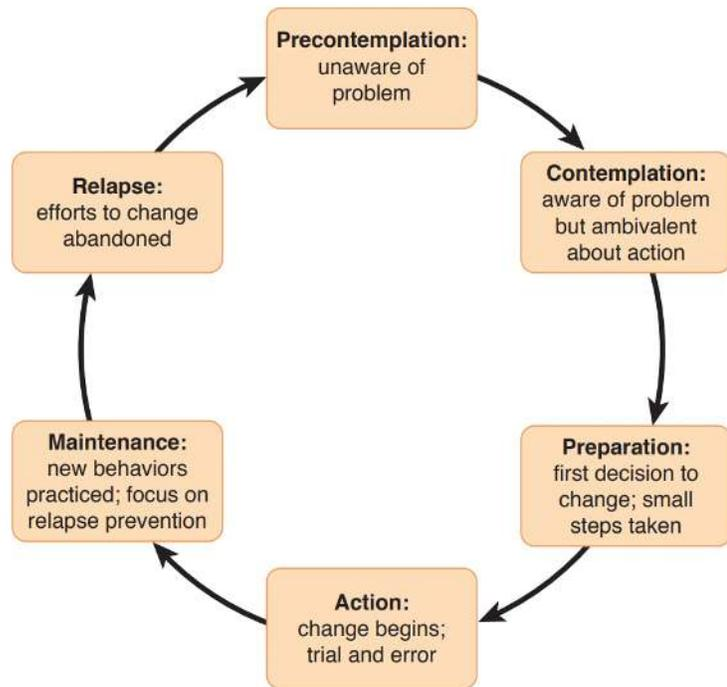 Precontemplation:
unaware of
problem
Contemplation:
aware of problem
but ambivalent
about action
Preparation:
first decision to
change; small
steps taken
Action:
change begins;
trial and error
Maintenance:
new behaviors
practiced; focus on
relapse prevention
Relapse:
efforts to change
abandoned